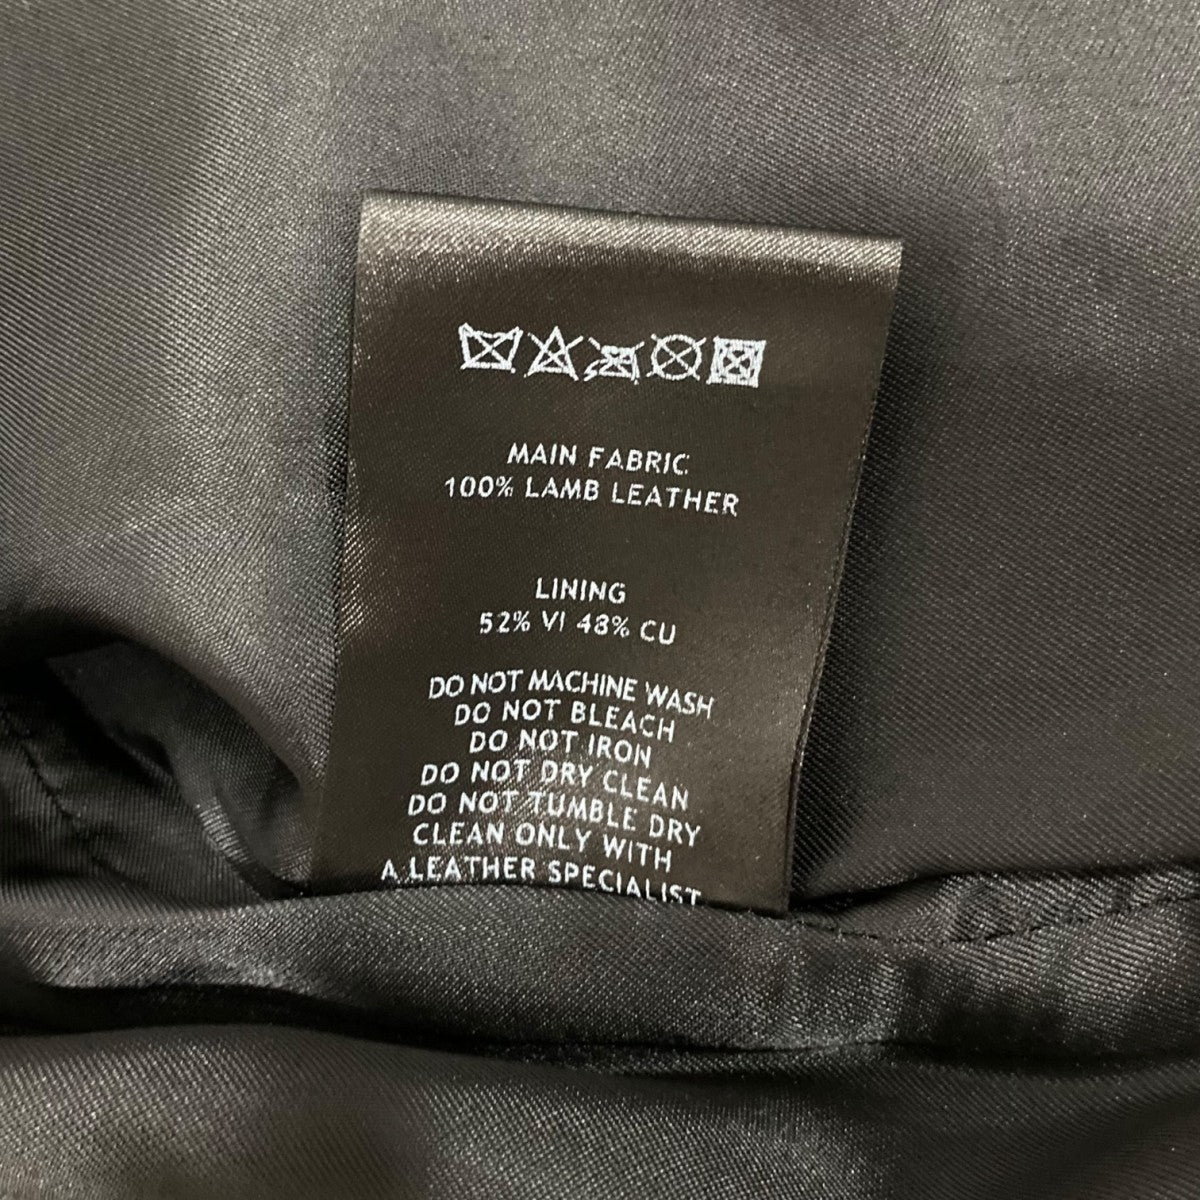 MAIN FABRIC
100% LAMB LEATHER
LINING
52% VI 48% CU
DO NOT MACHINE WASH
DO NOT BLEACH
DO NOT IRON
DO NOT DRY CLEAN
DO NOT TUMBLE DRY
CLEAN ONLY WITH
A LEATHER SPECIALIST